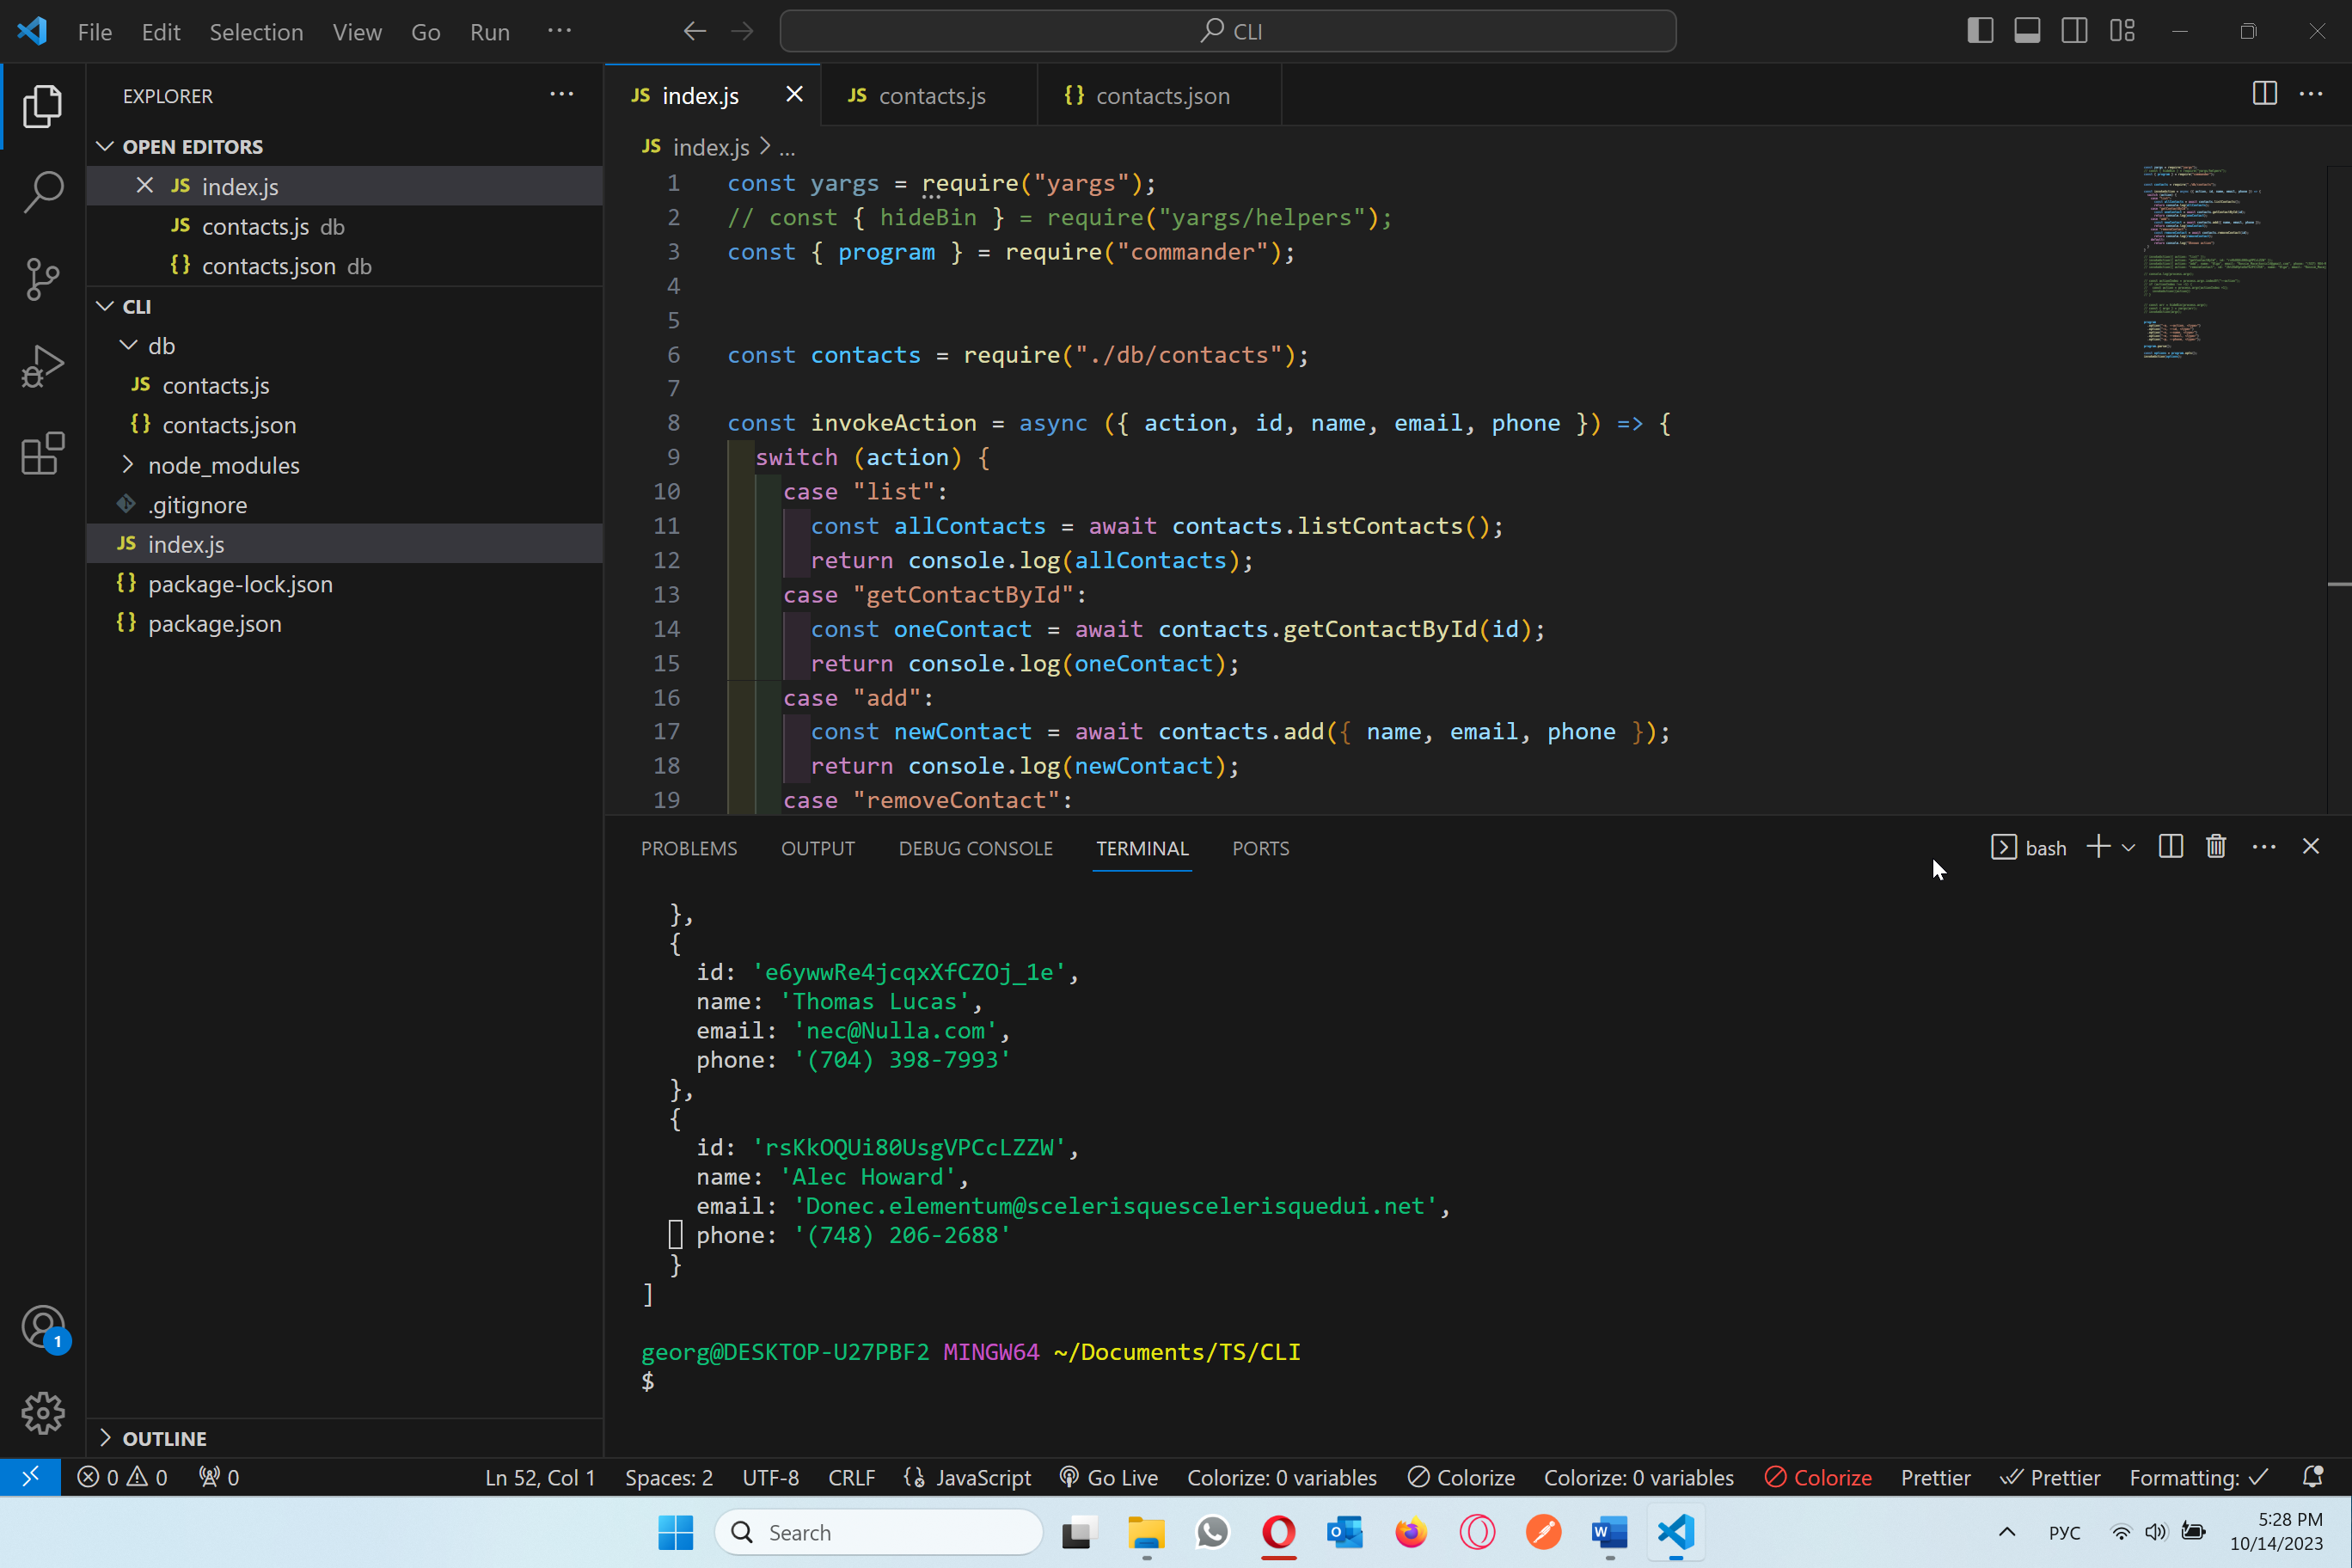 File Edit Selection View Go Run ··· CLI
EXPLORER
OPEN EDITORS
JS index.js
JS contacts.js db
{} contacts.json db
CLI
db
JS contacts.js
{} contacts.json
node_modules
.gitignore
JS index.js
{} package-lock.json
{} package.json
OUTLINE
JS index.js
JS contacts.js
{} contacts.json
JS index.js > ...
1 const yargs = require("yargs");
2 // const { hideBin } = require("yargs/helpers");
3 const { program } = require("commander");
4
5
6 const contacts = require("./db/contacts");
7
8 const invokeAction = async ({ action, id, name, email, phone }) => {
9 switch (action) {
10 case "list":
11 const allContacts = await contacts.listContacts();
12 return console.log(allContacts);
13 case "getContactById":
14 const oneContact = await contacts.getContactById(id);
15 return console.log(oneContact);
16 case "add":
17 const newContact = await contacts.add({ name, email, phone });
18 return console.log(newContact);
19 case "removeContact":
PROBLEMS OUTPUT DEBUG CONSOLE TERMINAL PORTS bash
},
{
id: 'e6ywwRe4jcqxXfCZOj_1e',
name: 'Thomas Lucas',
email: 'nec@Nulla.com',
phone: '(704) 398-7993'
},
{
id: 'rsKkOQUi80UsgVPCcLZZW',
name: 'Alec Howard',
email: 'Donec.elementum@scelerisquescelerisquedui.net',
phone: '(748) 206-2688'
}
]
georg@DESKTOP-U27PBF2 MINGW64 ~/Documents/TS/CLI
$
1
0 0 0 Ln 52, Col 1 Spaces: 2 UTF-8 CRLF {} JavaScript Go Live Colorize: 0 variables Colorize Colorize: 0 variables Colorize Prettier Prettier Formatting:
Search
РУС
5:28 PM
10/14/2023